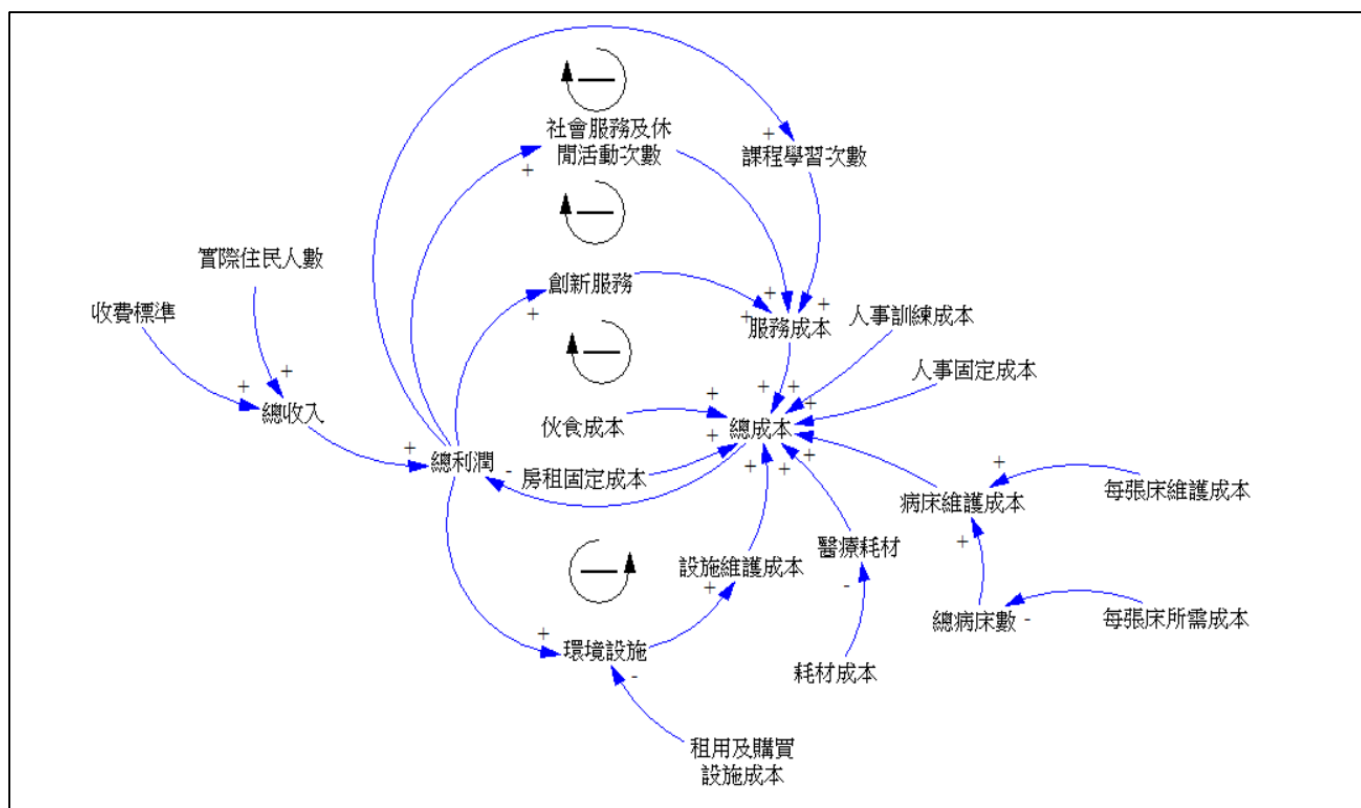 社會服務及休
閒活動次數
課程學習次數
實際住民人數
收費標準
創新服務
服務成本
人事訓練成本
人事固定成本
總收入
伙食成本
總成本
總利潤
房租固定成本
病床維護成本
每張床維護成本
設施維護成本
醫療耗材
總病床數
每張床所需成本
環境設施
耗材成本
租用及購買
設施成本